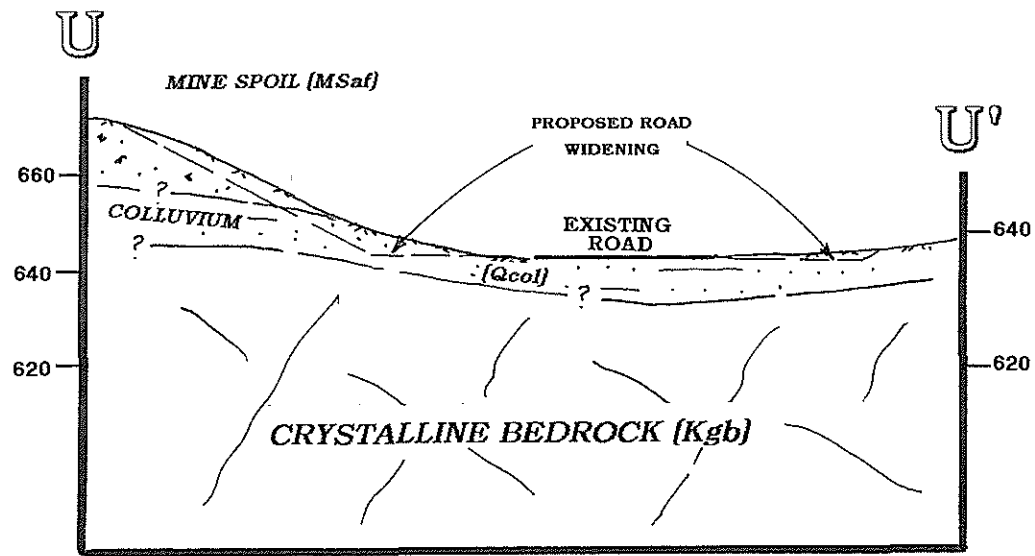 U
MINE SPOIL (MSaf)
PROPOSED ROAD
WIDENING
U'
660
?
COLLUVIUM
EXISTING
ROAD
640
?
640
(Qcol)
?
620
620
CRYSTALLINE BEDROCK (Kgb)